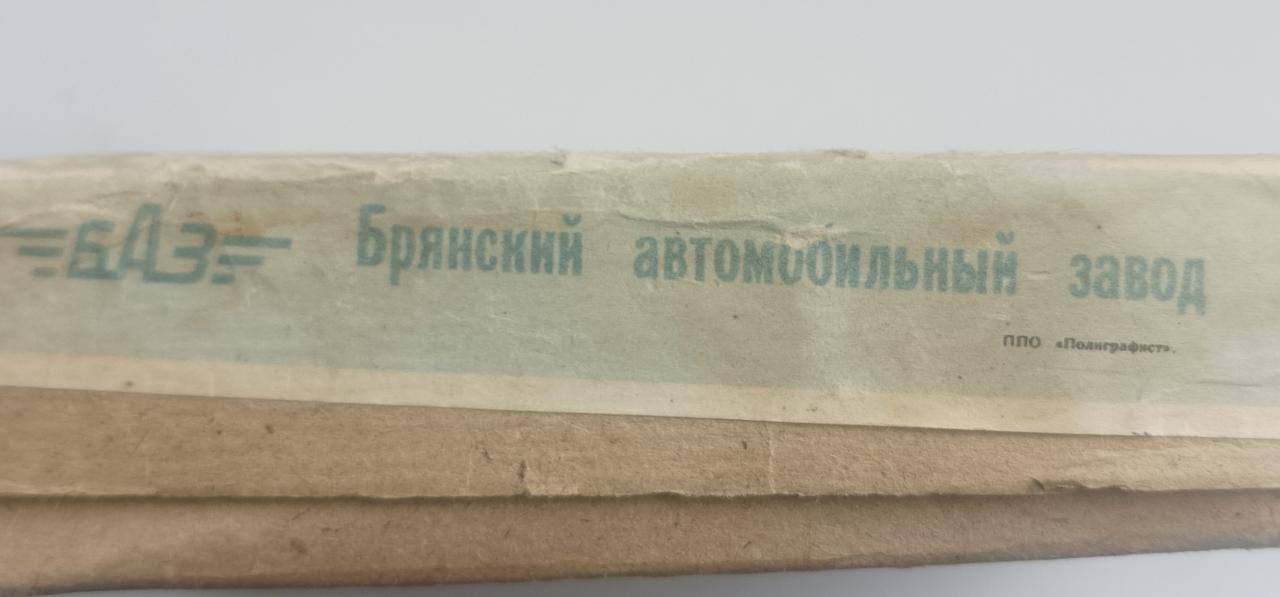 БАЗ Брянский автомобильный завод
ППО «Полиграфист».